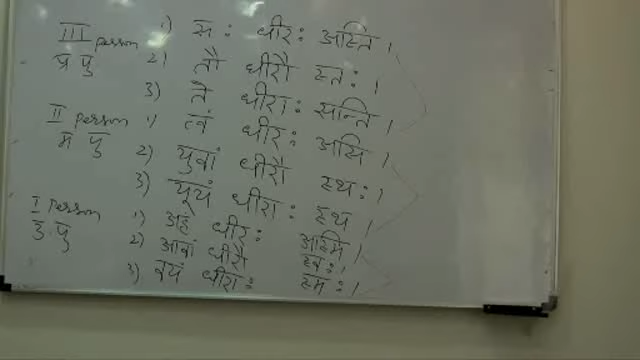 III person 1) सः धीरः अस्ति ।
प्र पु 2) तौ धीरौ स्तः ।
3) ते धीराः सन्ति ।
II person 1) त्वं धीरः असि ।
म पु 2) युवां धीरौ स्थः ।
3) यूयं धीराः स्थ ।
I person 1) अहं धीरः अस्मि ।
उ.पु 2) आवां धीरौ स्वः ।
3) वयं धीराः स्मः ।